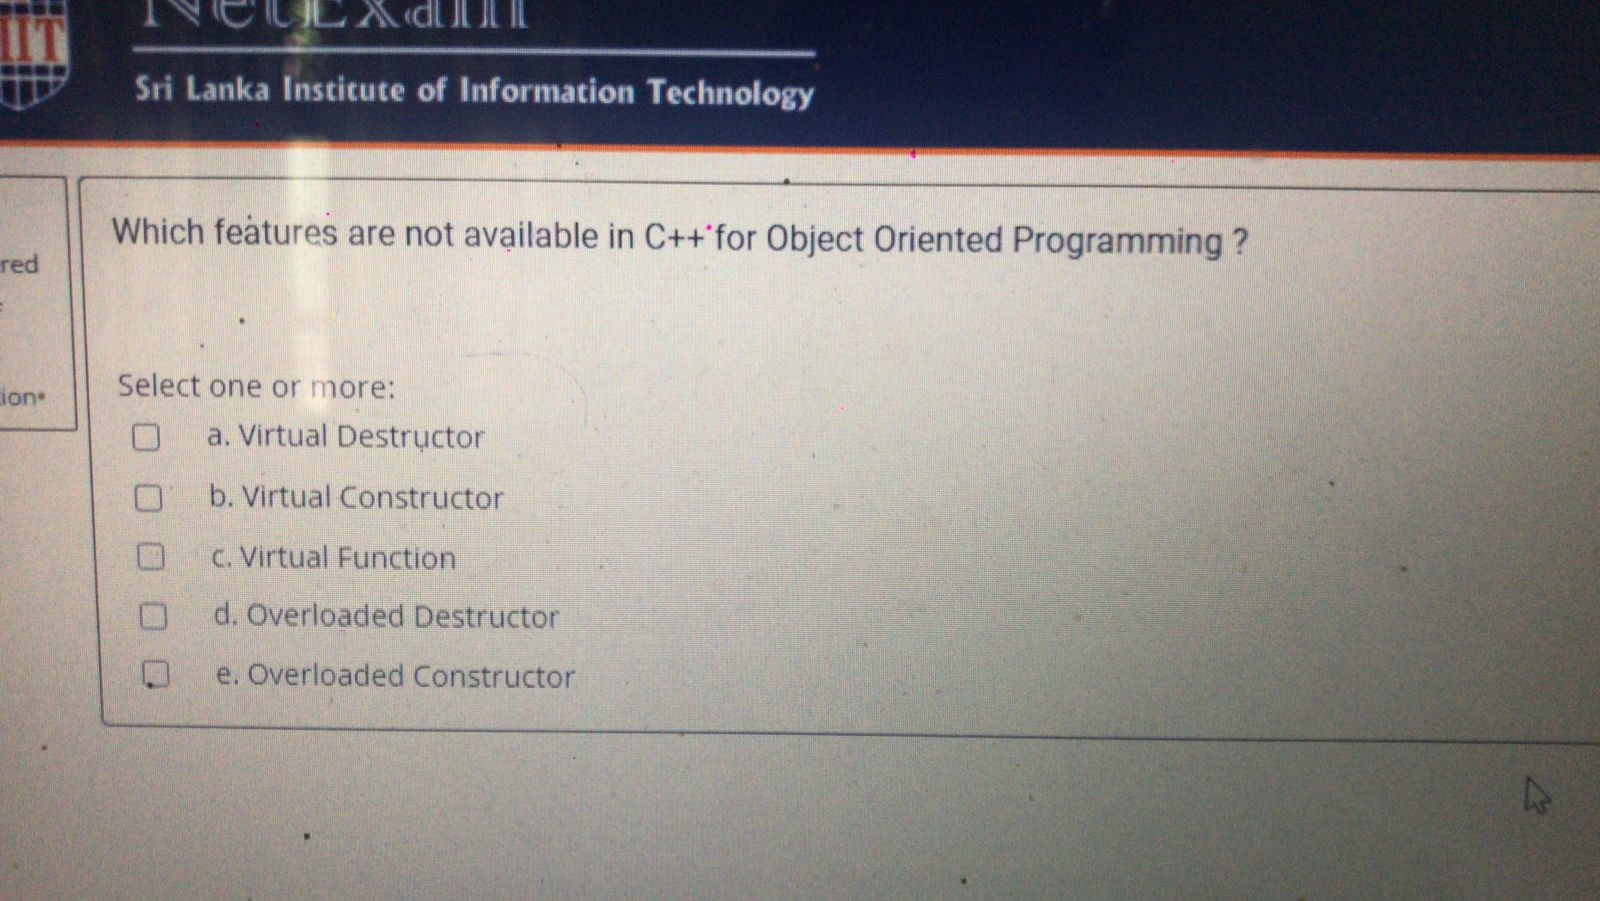 NetExam
IIT
Sri Lanka Institute of Information Technology
Which features are not available in C++ for Object Oriented Programming ?
red
ion
Select one or more:
a. Virtual Destructor
b. Virtual Constructor
c. Virtual Function
d. Overloaded Destructor
e. Overloaded Constructor